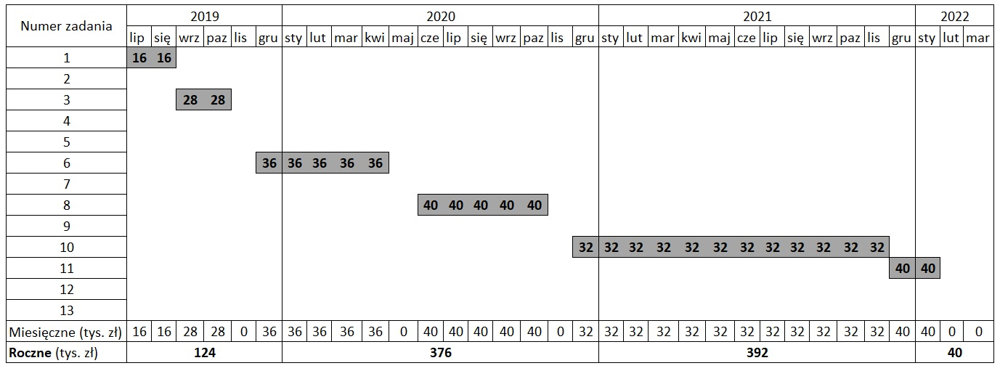 Numer zadania 2019 2020 2021 2022
lip się wrz paz lis gru sty lut mar kwi maj cze lip się wrz paz lis gru sty lut mar kwi maj cze lip się wrz paz lis gru sty lut mar
1 16 16
2
3 28 28
4
5
6 36 36 36 36 36
7
8 40 40 40 40 40
9
10 32 32 32 32 32 32 32 32 32 32 32 32
11 40 40
12
13
Miesięczne (tys. zł) 16 16 28 28 0 36 36 36 36 36 0 40 40 40 40 40 0 32 32 32 32 32 32 32 32 32 32 32 32 40 40 0 0
Roczne (tys. zł) 124 376 392 40